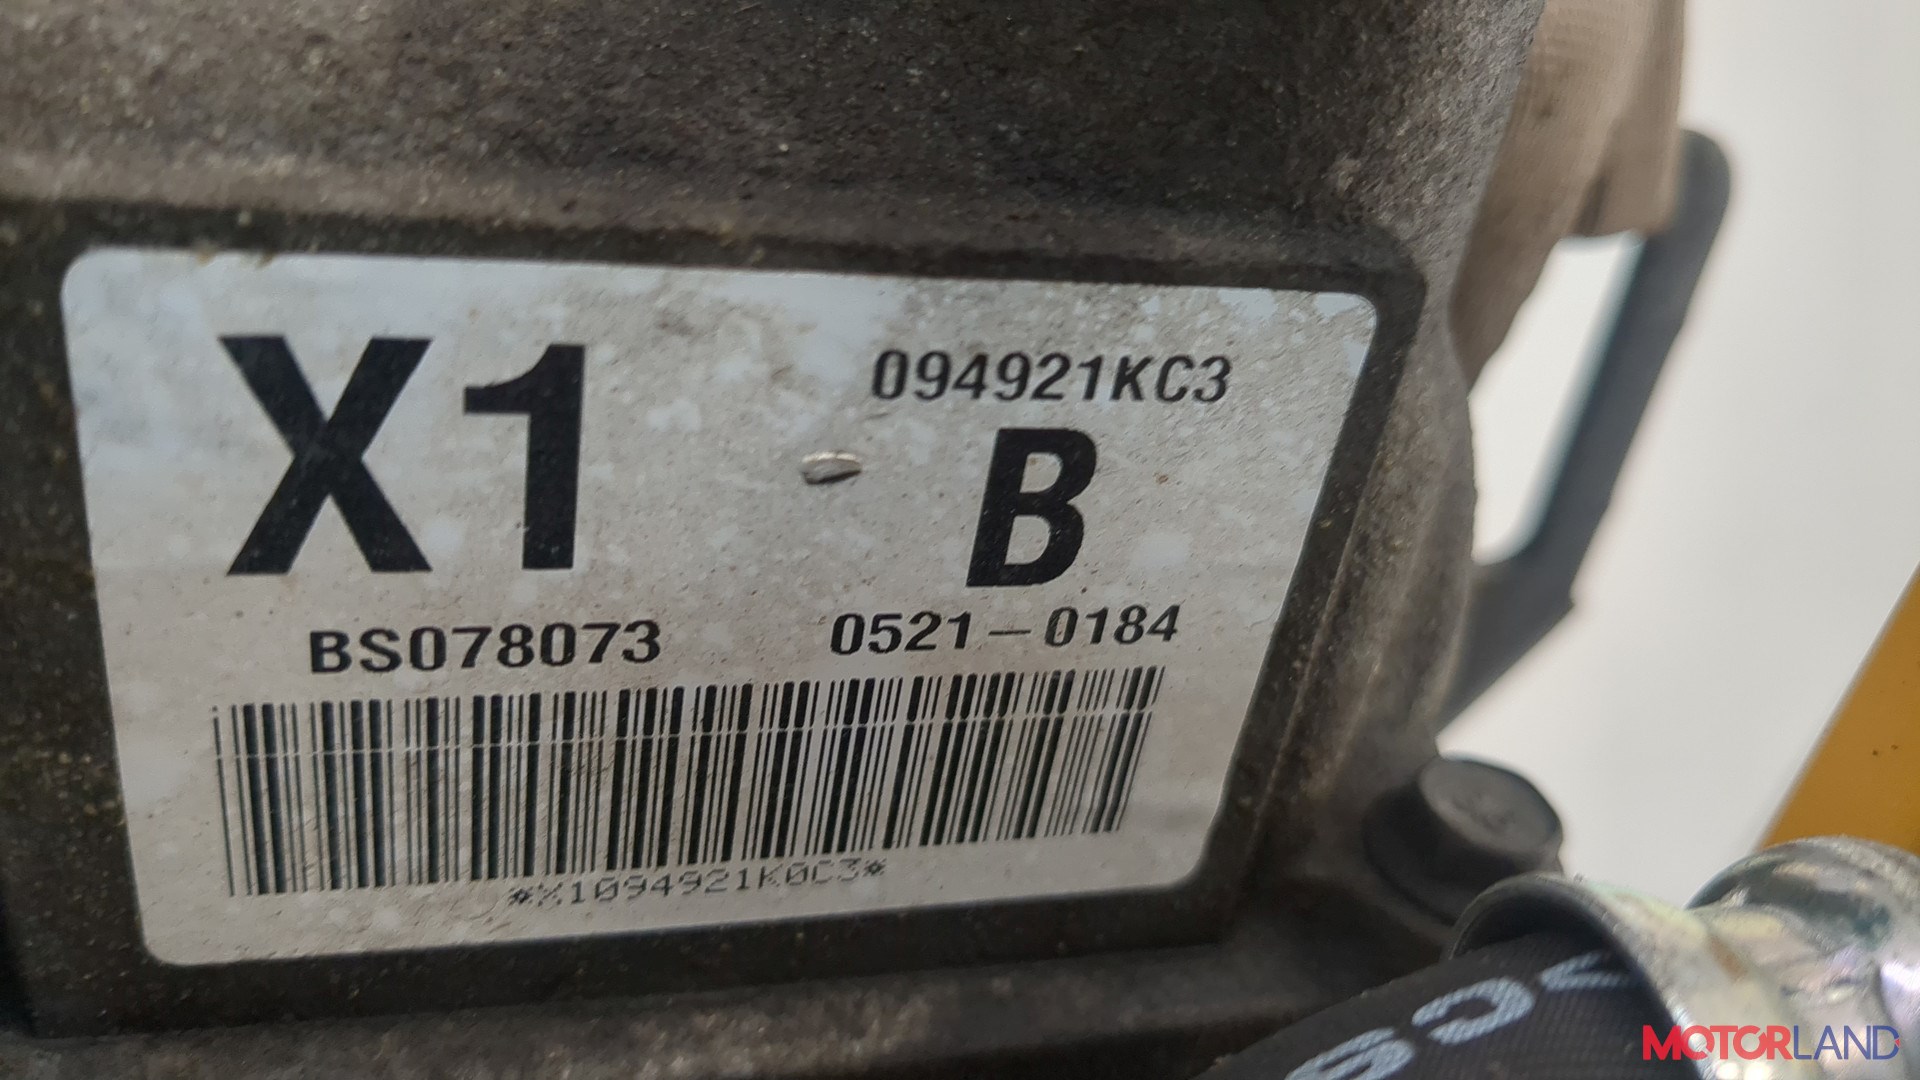 X1
094921KC3
B
BS078073
0521-0184
*X1094921K0C3*
MOTORLAND